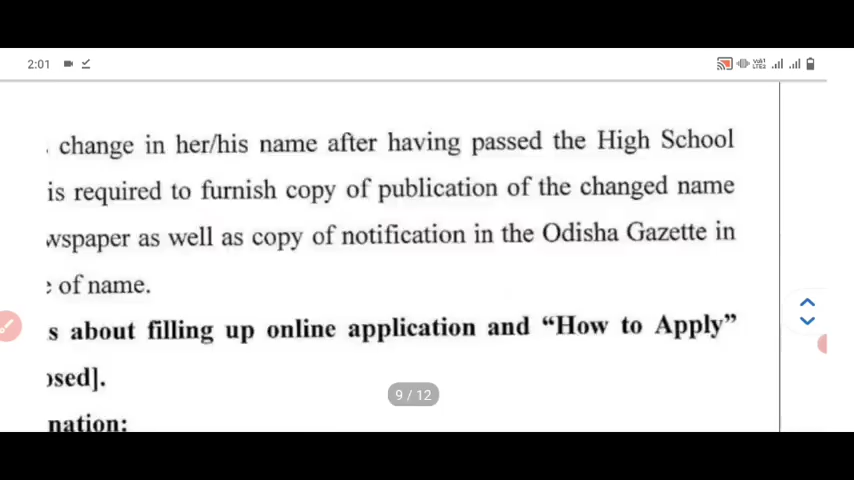 2:01
change in her/his name after having passed the High School
is required to furnish copy of publication of the changed name
wspaper as well as copy of notification in the Odisha Gazette in
of name.
s about filling up online application and “How to Apply”
osed].
9 / 12
nation: